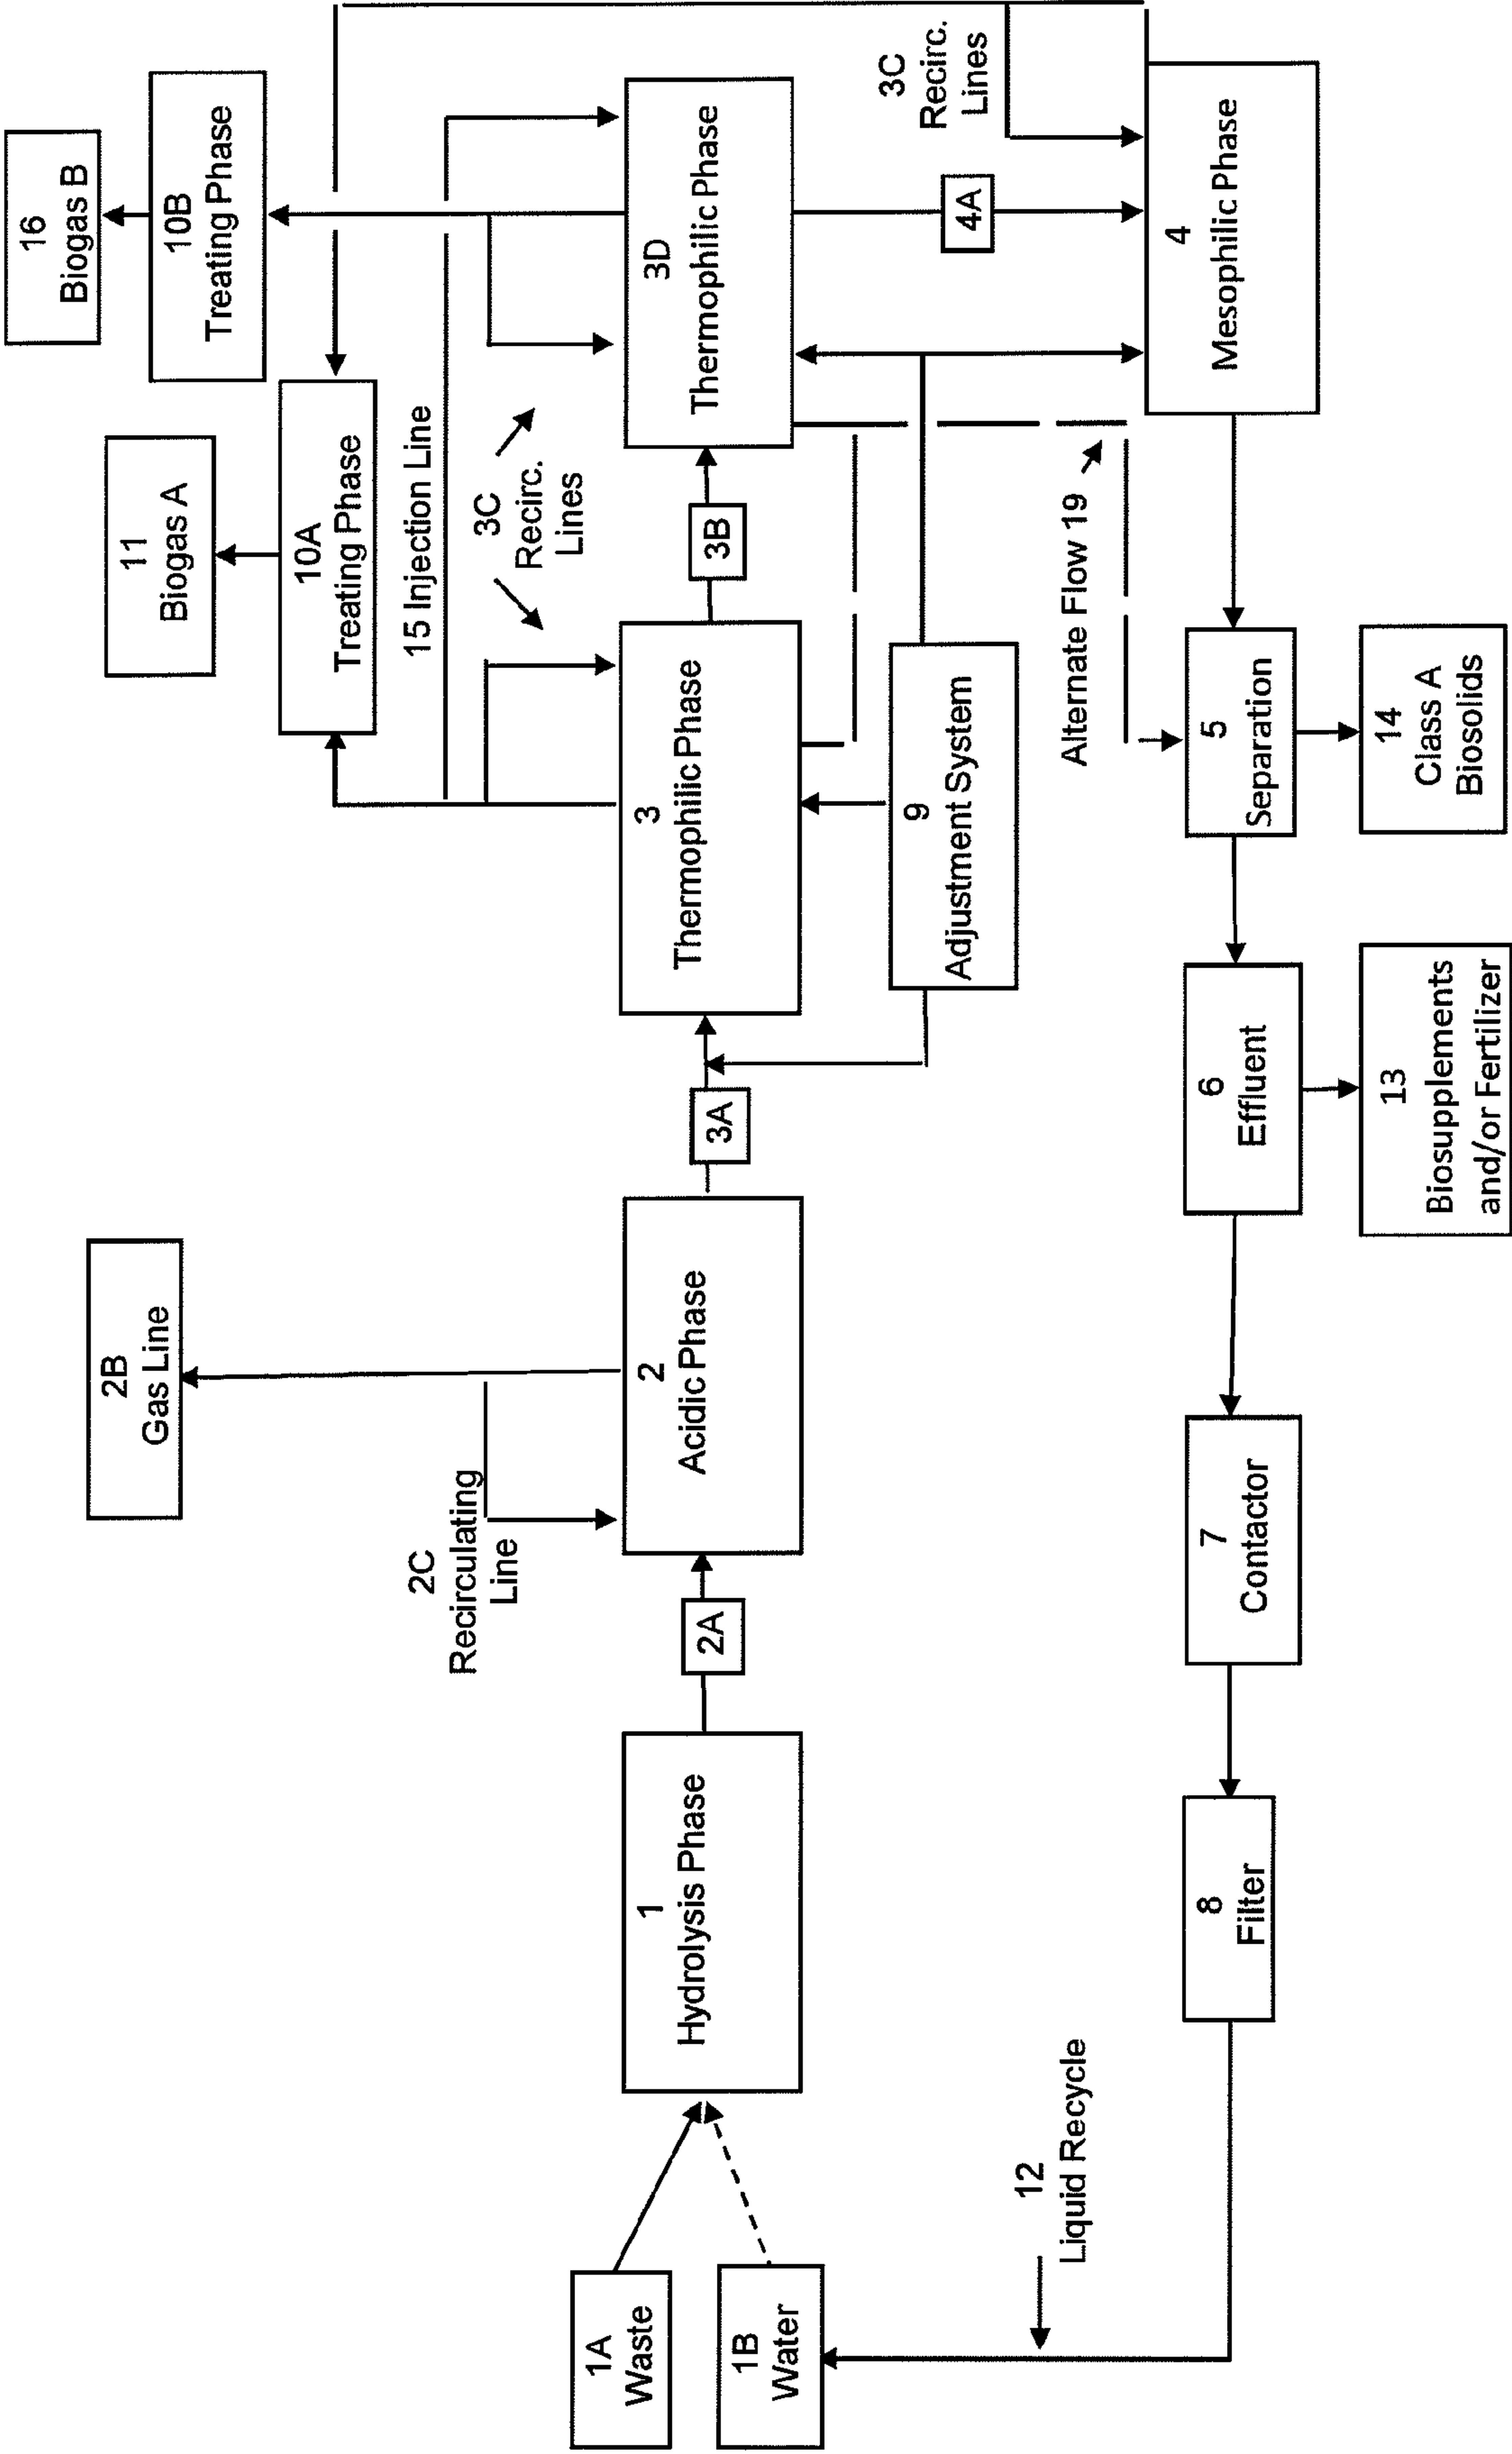 1A
Waste
1B
Water
1
Hydrolysis Phase
2A
2C
Recirculating
Line
2B
Gas Line
2
Acidic Phase
3A
3
Thermophilic Phase
3B
3C
Recirc.
Lines
15 Injection Line
11
Biogas A
10A
Treating Phase
16
Biogas B
10B
Treating Phase
3D
Thermophilic Phase
4A
3C
Recirc.
Lines
9
Adjustment System
Alternate Flow 19
4
Mesophilic Phase
5
Separation
14
Class A
Biosolids
6
Effluent
13
Biosupplements
and/or Fertilizer
7
Contactor
8
Filter
12
Liquid Recycle